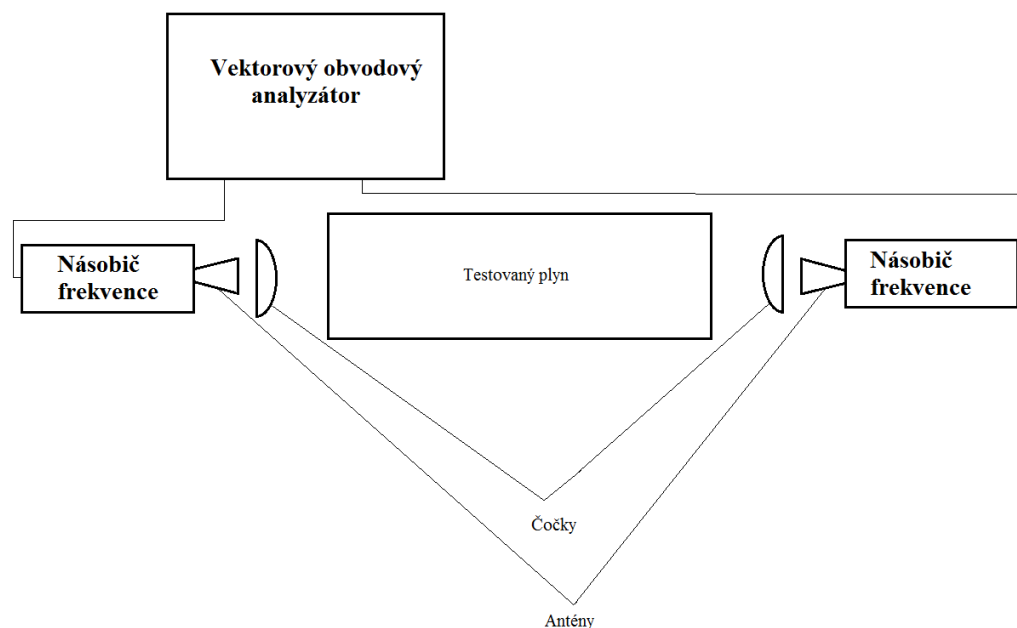 Vektorový obvodový
analyzátor
Násobič
frekvence
Testovaný plyn
Násobič
frekvence
Čočky
Antény